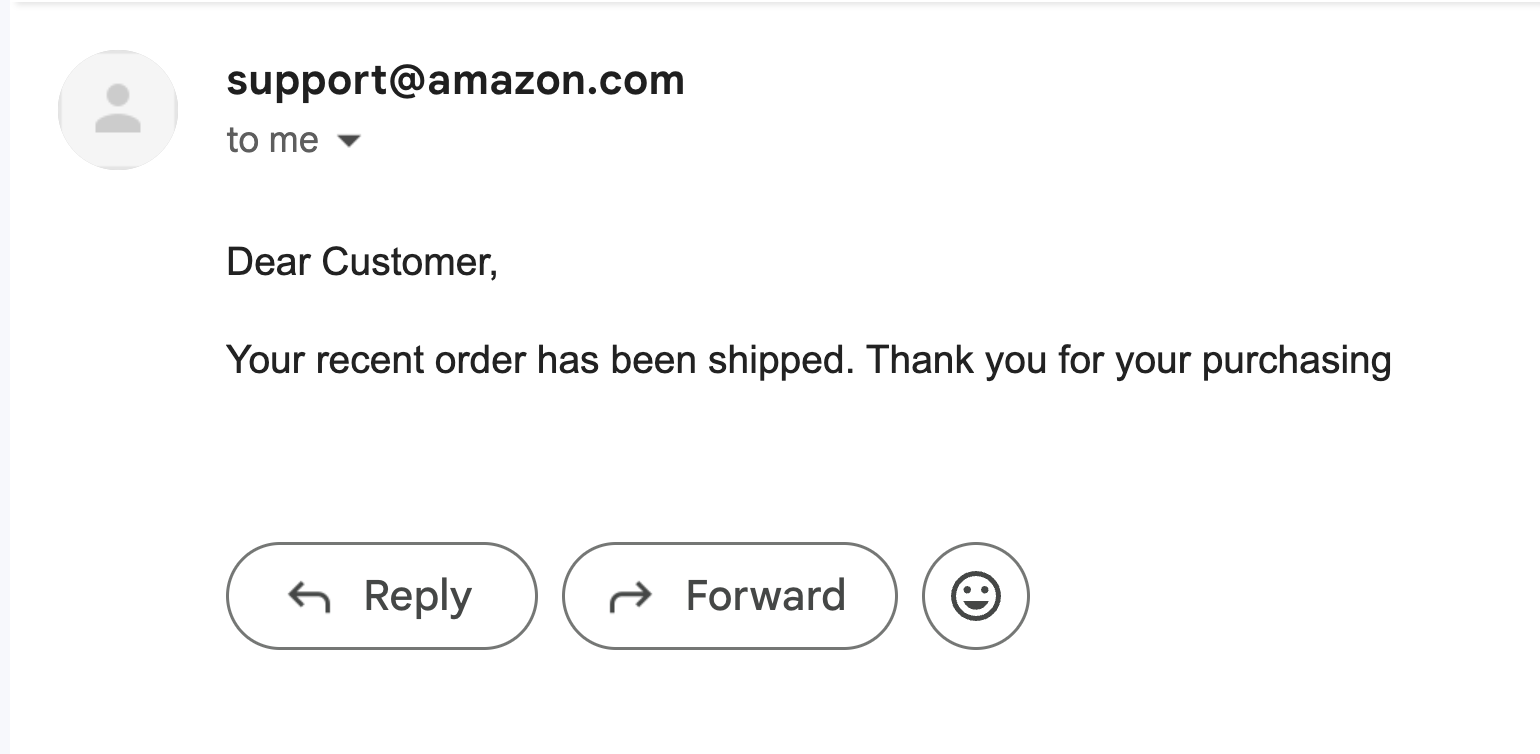 support@amazon.com
to me
Dear Customer,
Your recent order has been shipped. Thank you for your purchasing
Reply Forward